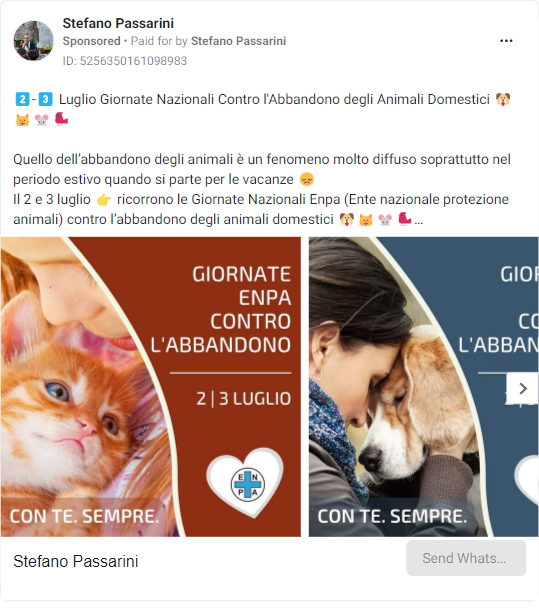 Stefano Passarini
Sponsored • Paid for by Stefano Passarini
ID: 5256350161098983
2-3 Luglio Giornate Nazionali Contro l'Abbandono degli Animali Domestici 🐶
🐱 🐭
Quello dell'abbandono degli animali è un fenomeno molto diffuso soprattutto nel
periodo estivo quando si parte per le vacanze 😞
Il 2 e 3 luglio 👉 ricorrono le Giornate Nazionali Enpa (Ente nazionale protezione
animali) contro l'abbandono degli animali domestici 🐶 🐱 🐭 ...
GIORNATE
ENPA
CONTRO
L'ABBANDONO
2 | 3 LUGLIO
E N
P A
CON TE. SEMPRE.
GIOR
CO
L'ABBAN
CON TE. SEMPRE.
Stefano Passarini
Send Whats...